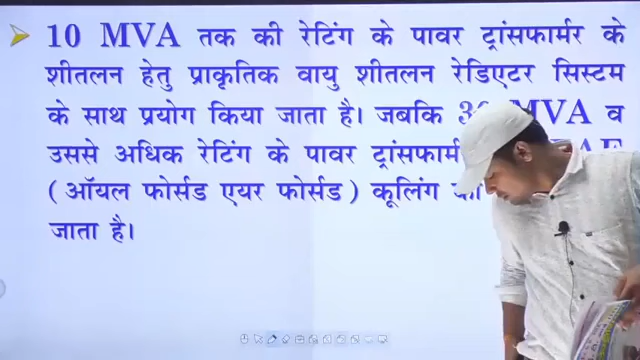 10 MVA तक की रेटिंग के पावर ट्रांसफार्मर के
शीतलन हेतु प्राकृतिक वायु शीतलन रेडिएटर सिस्टम
के साथ प्रयोग किया जाता है। जबकि MVA व
उससे अधिक रेटिंग के पावर
( ऑयल फोर्सड एयर फोर्सड ) कूलिंग
जाता है।